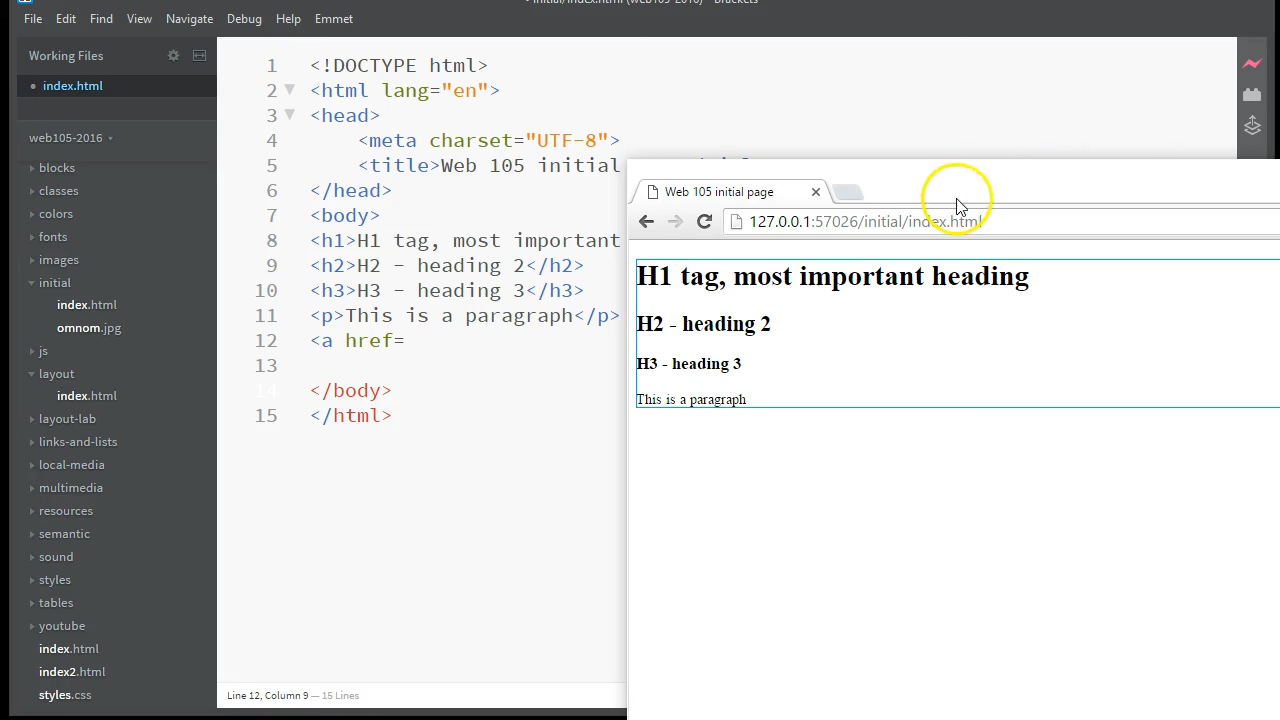 initial/index.html (web105-2016) - Brackets
File Edit Find View Navigate Debug Help Emmet
Working Files
index.html
web105-2016
blocks
classes
colors
fonts
images
initial
index.html
omnom.jpg
js
layout
index.html
layout-lab
links-and-lists
local-media
multimedia
resources
semantic
sound
styles
tables
youtube
index.html
index2.html
styles.css
1 <!DOCTYPE html>
2 <html lang="en">
3 <head>
4 <meta charset="UTF-8">
5 <title>Web 105 initial
6 </head>
7 <body>
8 <h1>H1 tag, most important
9 <h2>H2 - heading 2</h2>
10 <h3>H3 - heading 3</h3>
11 <p>This is a paragraph</p>
12 <a href=
13
14 </body>
15 </html>
Line 12, Column 9 — 15 Lines
Web 105 initial page
127.0.0.1:57026/initial/index.html
H1 tag, most important heading
H2 - heading 2
H3 - heading 3
This is a paragraph